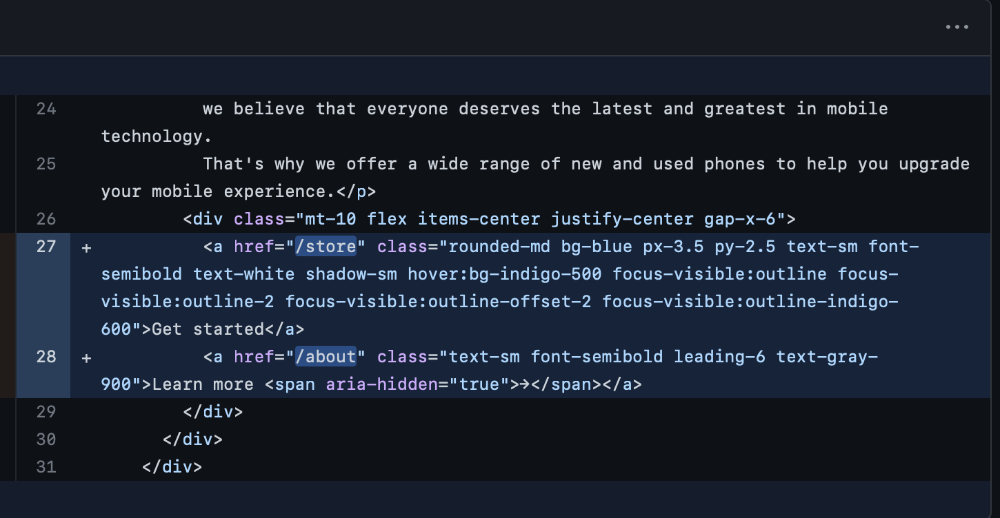 24 we believe that everyone deserves the latest and greatest in mobile
technology.
25 That's why we offer a wide range of new and used phones to help you upgrade
your mobile experience.</p>
26 <div class="mt-10 flex items-center justify-center gap-x-6">
27 + <a href="/store" class="rounded-md bg-blue px-3.5 py-2.5 text-sm font-
semibold text-white shadow-sm hover:bg-indigo-500 focus-visible:outline focus-
visible:outline-2 focus-visible:outline-offset-2 focus-visible:outline-indigo-
600">Get started</a>
28 + <a href="/about" class="text-sm font-semibold leading-6 text-gray-
900">Learn more <span aria-hidden="true">→</span></a>
29 </div>
30 </div>
31 </div>